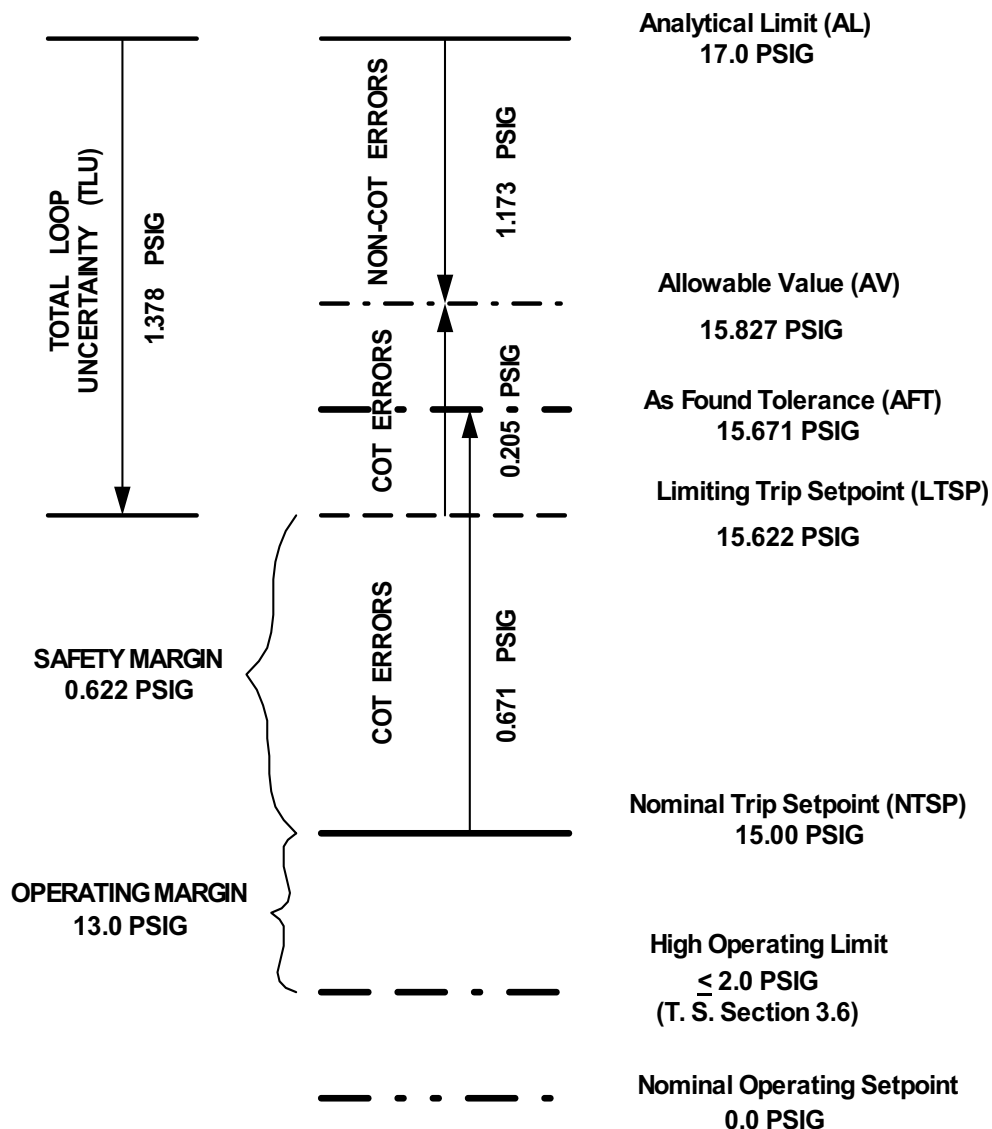 Analytical Limit (AL)
17.0 PSIG
TOTAL LOOP
UNCERTAINTY (TLU)
1.378 PSIG
NON-COT ERRORS
1.173 PSIG
Allowable Value (AV)
15.827 PSIG
COT ERRORS
0.205 PSIG
As Found Tolerance (AFT)
15.671 PSIG
Limiting Trip Setpoint (LTSP)
15.622 PSIG
SAFETY MARGIN
0.622 PSIG
COT ERRORS
0.671 PSIG
Nominal Trip Setpoint (NTSP)
15.00 PSIG
OPERATING MARGIN
13.0 PSIG
High Operating Limit
≤ 2.0 PSIG
(T. S. Section 3.6)
Nominal Operating Setpoint
0.0 PSIG